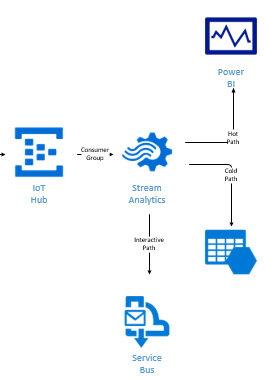 Power
BI
Hot
Path
Consumer
Group
Cold
Path
IoT
Hub
Stream
Analytics
Interactive
Path
Service
Bus